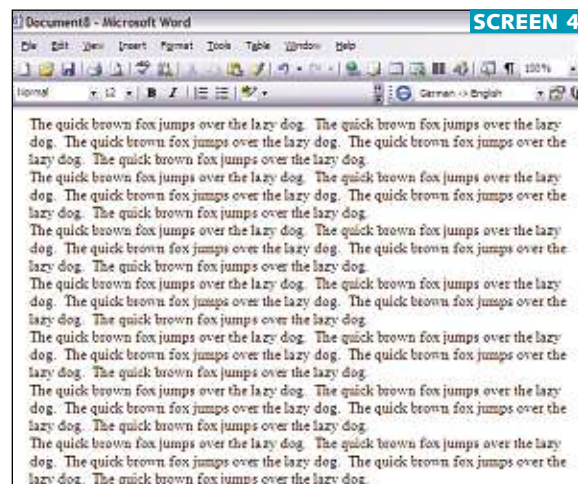 Document8 - Microsoft Word
SCREEN 4
File Edit View Insert Format Tools Table Window Help
100%
Normal 12 B I German -> English
The quick brown fox jumps over the lazy dog. The quick brown fox jumps over the lazy
dog. The quick brown fox jumps over the lazy dog. The quick brown fox jumps over the
lazy dog. The quick brown fox jumps over the lazy dog.
The quick brown fox jumps over the lazy dog. The quick brown fox jumps over the lazy
dog. The quick brown fox jumps over the lazy dog. The quick brown fox jumps over the
lazy dog. The quick brown fox jumps over the lazy dog.
The quick brown fox jumps over the lazy dog. The quick brown fox jumps over the lazy
dog. The quick brown fox jumps over the lazy dog. The quick brown fox jumps over the
lazy dog. The quick brown fox jumps over the lazy dog.
The quick brown fox jumps over the lazy dog. The quick brown fox jumps over the lazy
dog. The quick brown fox jumps over the lazy dog. The quick brown fox jumps over the
lazy dog. The quick brown fox jumps over the lazy dog.
The quick brown fox jumps over the lazy dog. The quick brown fox jumps over the lazy
dog. The quick brown fox jumps over the lazy dog. The quick brown fox jumps over the
lazy dog. The quick brown fox jumps over the lazy dog.
The quick brown fox jumps over the lazy dog. The quick brown fox jumps over the lazy
dog. The quick brown fox jumps over the lazy dog. The quick brown fox jumps over the
lazy dog. The quick brown fox jumps over the lazy dog.
The quick brown fox jumps over the lazy dog. The quick brown fox jumps over the lazy
dog. The quick brown fox jumps over the lazy dog. The quick brown fox jumps over the
lazy dog. The quick brown fox jumps over the lazy dog.